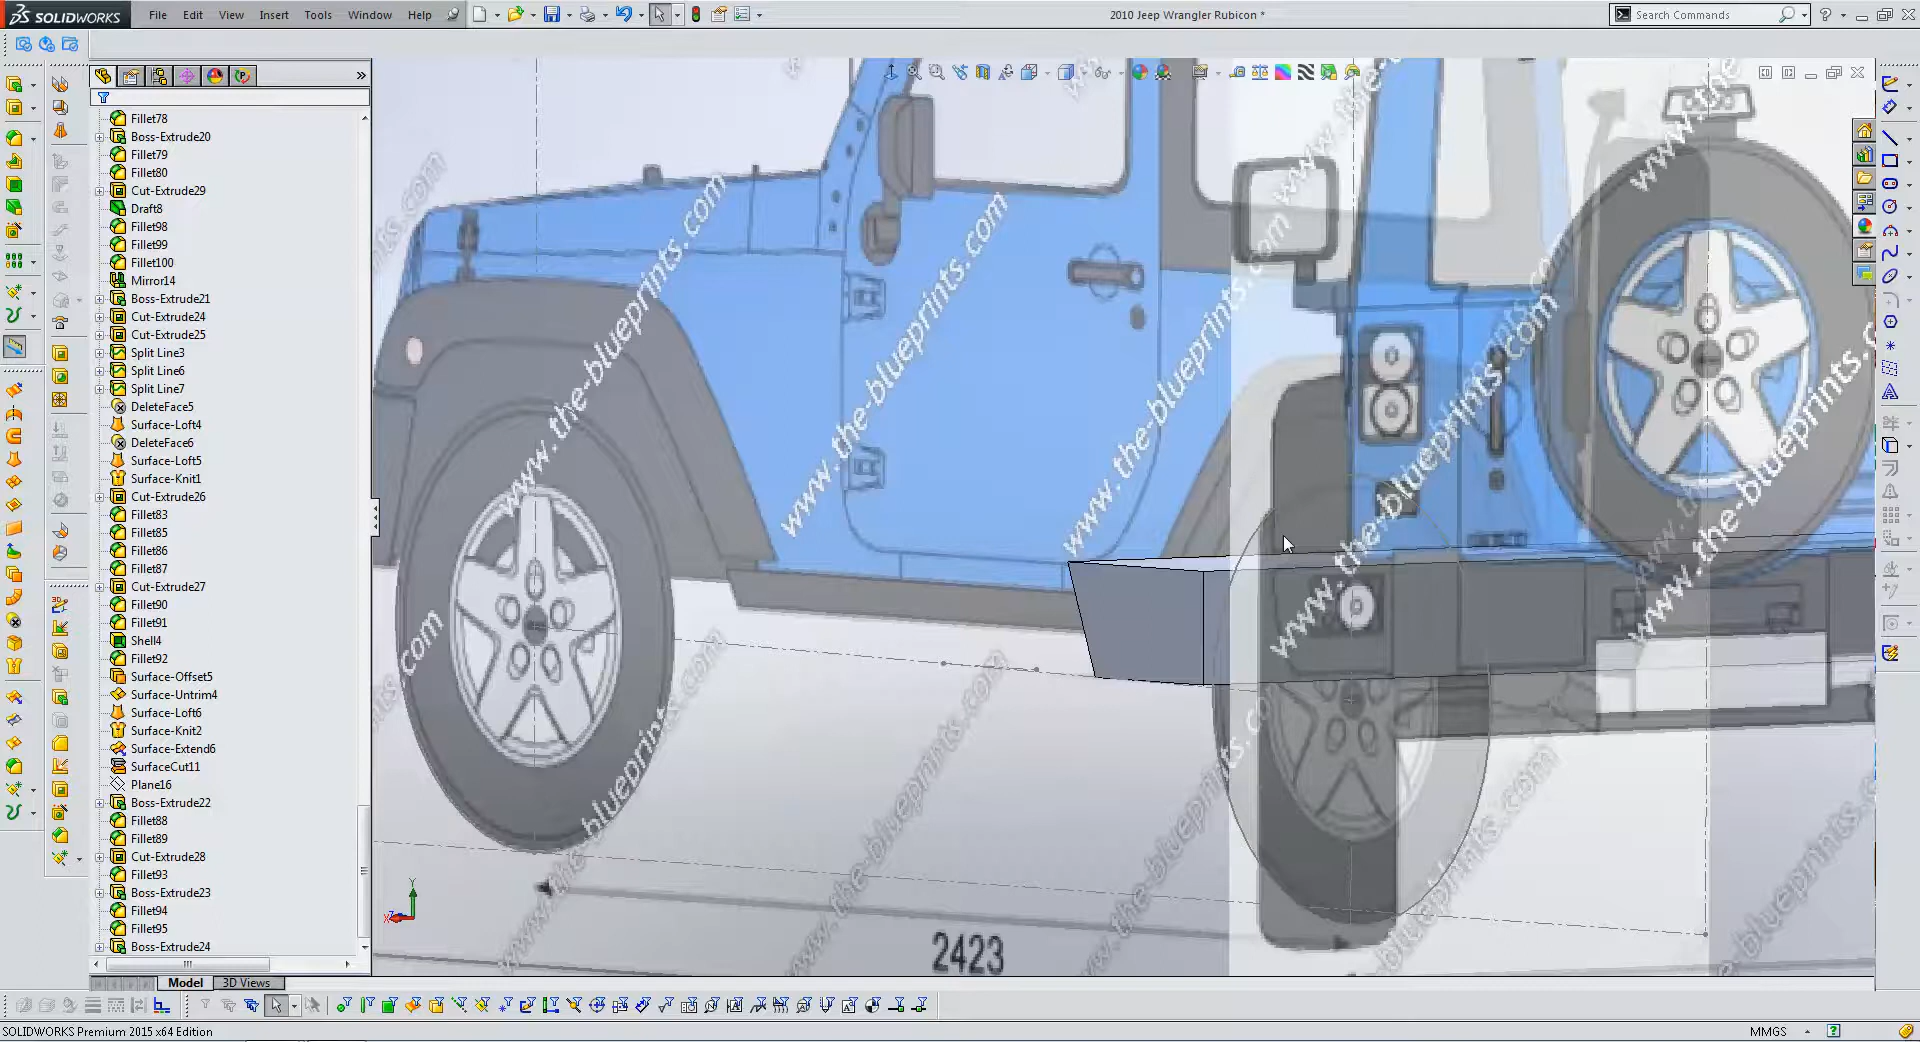 SOLIDWORKS
File Edit View Insert Tools Window Help
2010 Jeep Wrangler Rubicon *
Search Commands
Fillet78
Boss-Extrude20
Fillet79
Fillet80
Cut-Extrude29
Draft8
Fillet98
Fillet99
Fillet100
Mirror14
Boss-Extrude21
Cut-Extrude24
Cut-Extrude25
Split Line3
Split Line6
Split Line7
DeleteFace5
Surface-Loft4
DeleteFace6
Surface-Loft5
Surface-Knit1
Cut-Extrude26
Fillet83
Fillet85
Fillet86
Fillet87
Cut-Extrude27
Fillet90
Fillet91
Shell4
Fillet92
Surface-Offset5
Surface-Untrim4
Surface-Loft6
Surface-Knit2
Surface-Extend6
SurfaceCut11
Plane16
Boss-Extrude22
Fillet88
Fillet89
Cut-Extrude28
Fillet93
Boss-Extrude23
Fillet94
Fillet95
Boss-Extrude24
www.the-blueprints.com
www.the-blueprints.com
www.the-blueprints.com
www.the-blueprints.com
www.the-blueprints.com
2423
Y
X
Model
3D Views
SOLIDWORKS Premium 2015 x64 Edition
MMGS